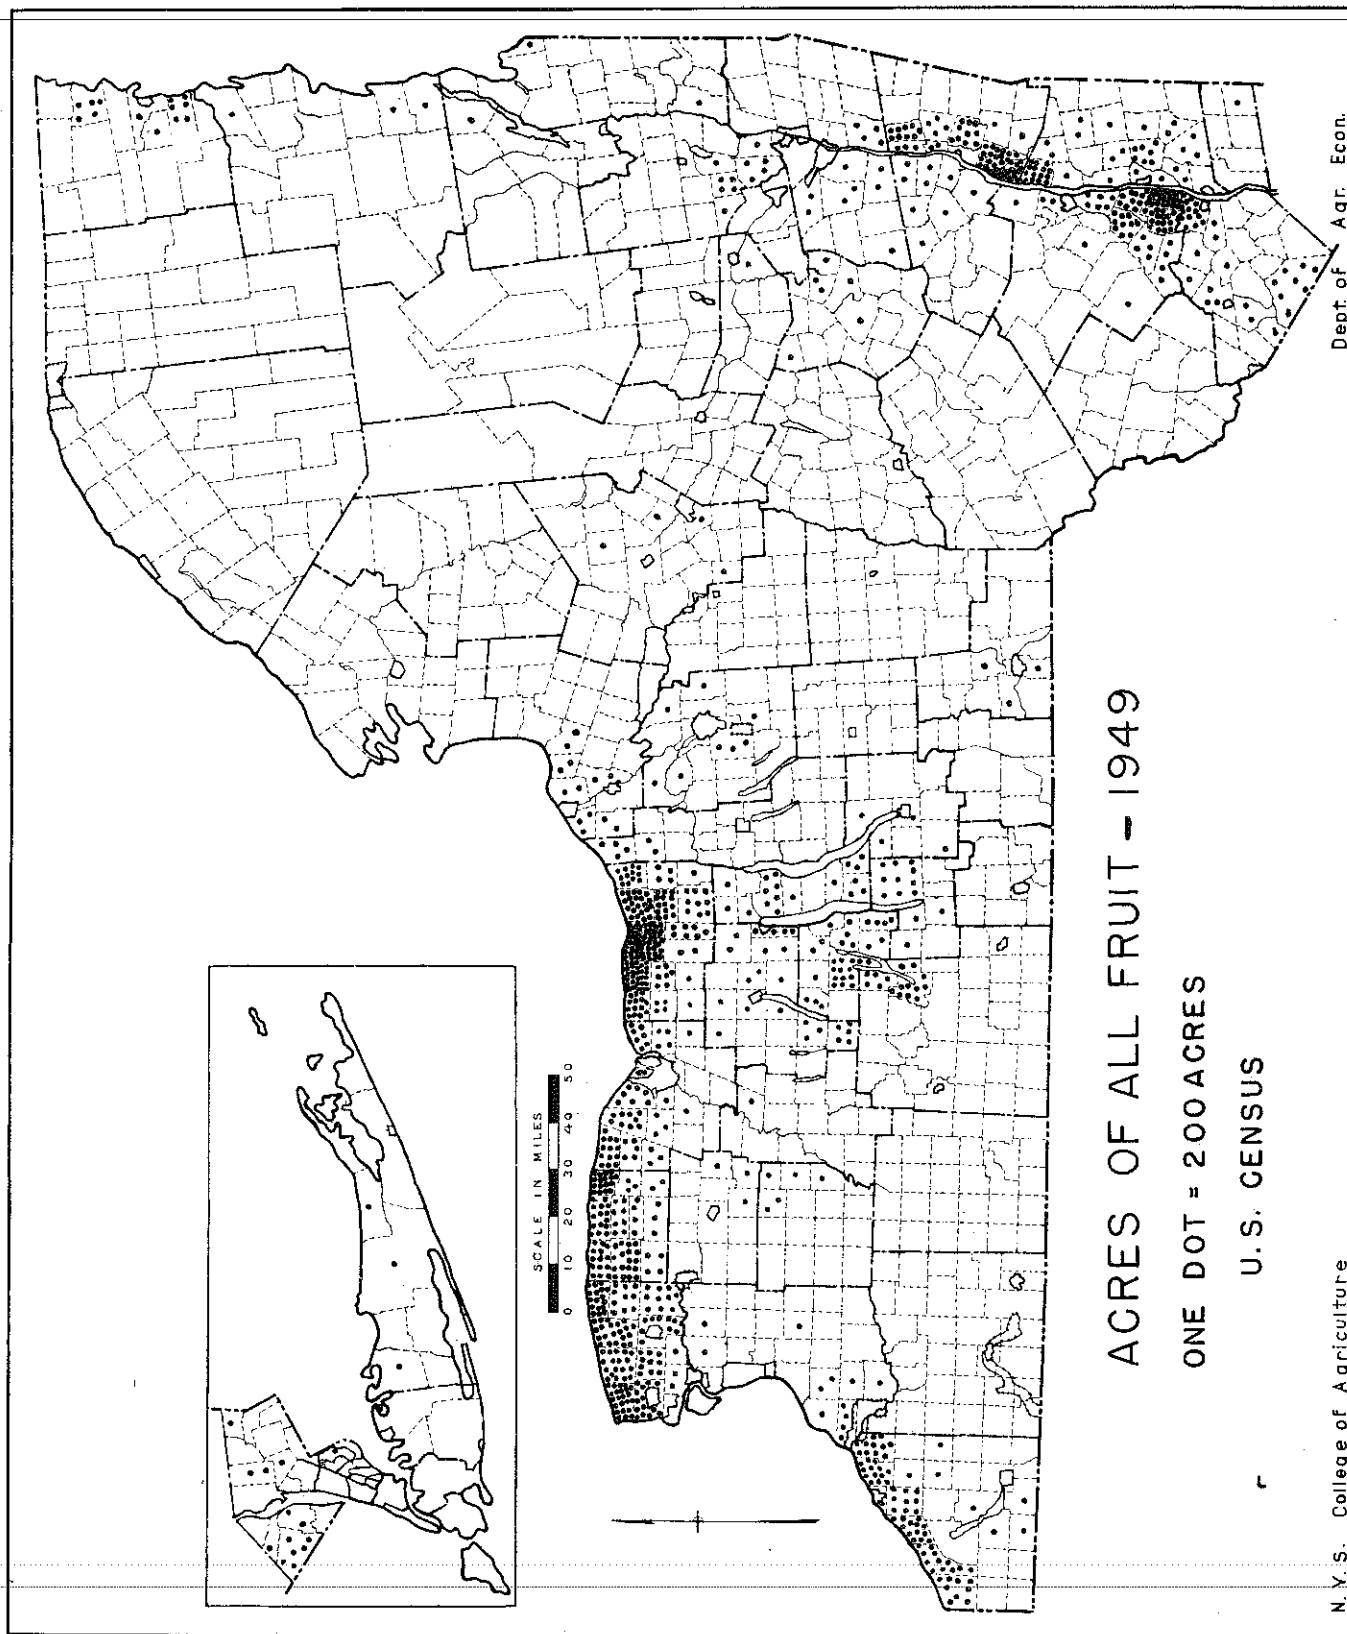 SCALE IN MILES
0 10 20 30 40 50
ACRES OF ALL FRUIT - 1949
ONE DOT = 200 ACRES
U.S. CENSUS
N.Y.S. College of Agriculture
Dept of Agr. Econ.